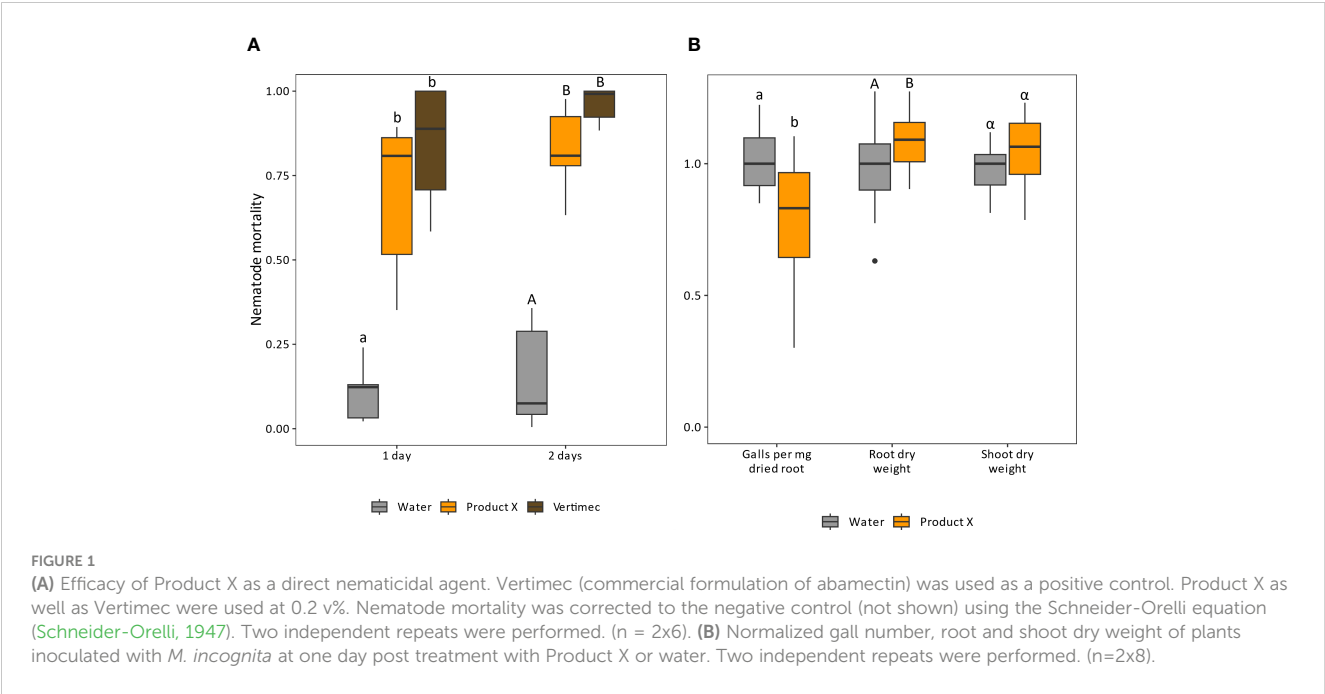 A
B
1.00
0.75
0.50
0.25
0.00
Nematode mortality
a
b
b
A
B
B
1 day
2 days
Water
Product X
Vertimec
1.0
0.5
0.0
a
b
A
B
α
α
Galls per mg
dried root
Root dry
weight
Shoot dry
weight
Water
Product X
FIGURE 1
(A) Efficacy of Product X as a direct nematicidal agent. Vertimec (commercial formulation of abamectin) was used as a positive control. Product X as
well as Vertimec were used at 0.2 v%. Nematode mortality was corrected to the negative control (not shown) using the Schneider-Orelli equation
(Schneider-Orelli, 1947). Two independent repeats were performed. (n = 2x6). (B) Normalized gall number, root and shoot dry weight of plants
inoculated with M. incognita at one day post treatment with Product X or water. Two independent repeats were performed. (n=2x8).